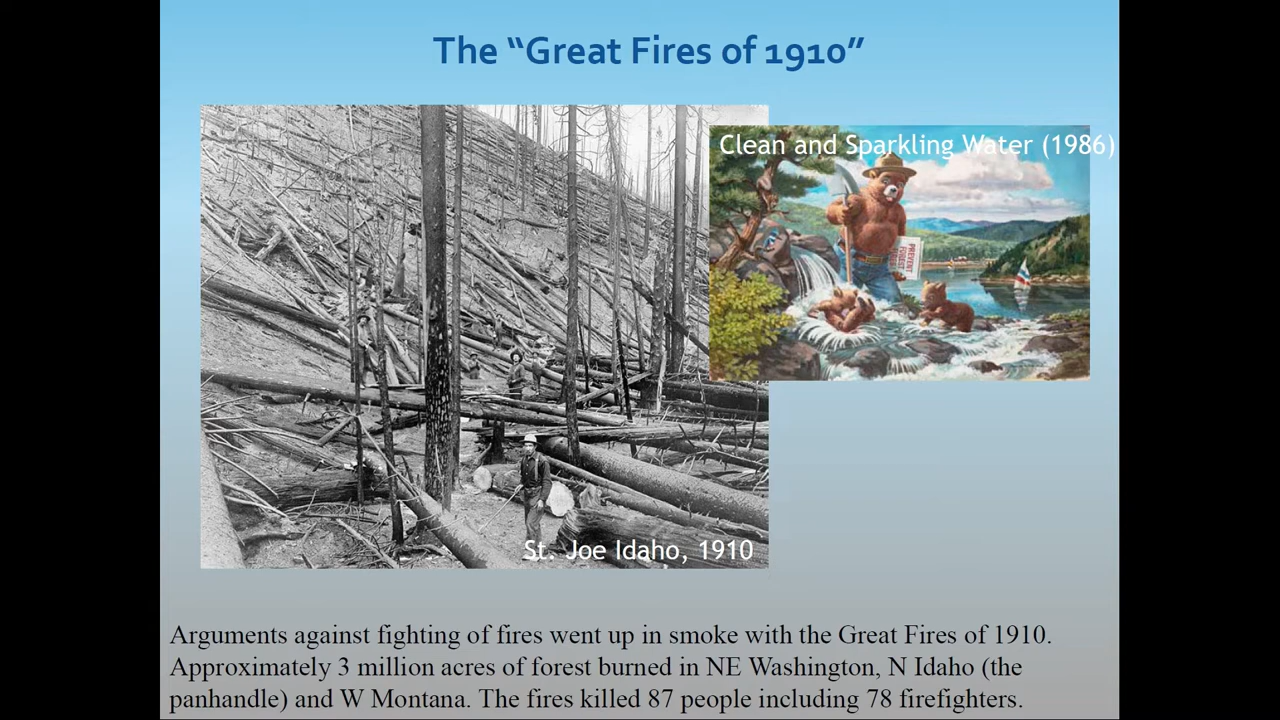 The “Great Fires of 1910”
Clean and Sparkling Water (1986)
PREVENT
FOREST
St. Joe Idaho, 1910
Arguments against fighting of fires went up in smoke with the Great Fires of 1910.
Approximately 3 million acres of forest burned in NE Washington, N Idaho (the
panhandle) and W Montana. The fires killed 87 people including 78 firefighters.